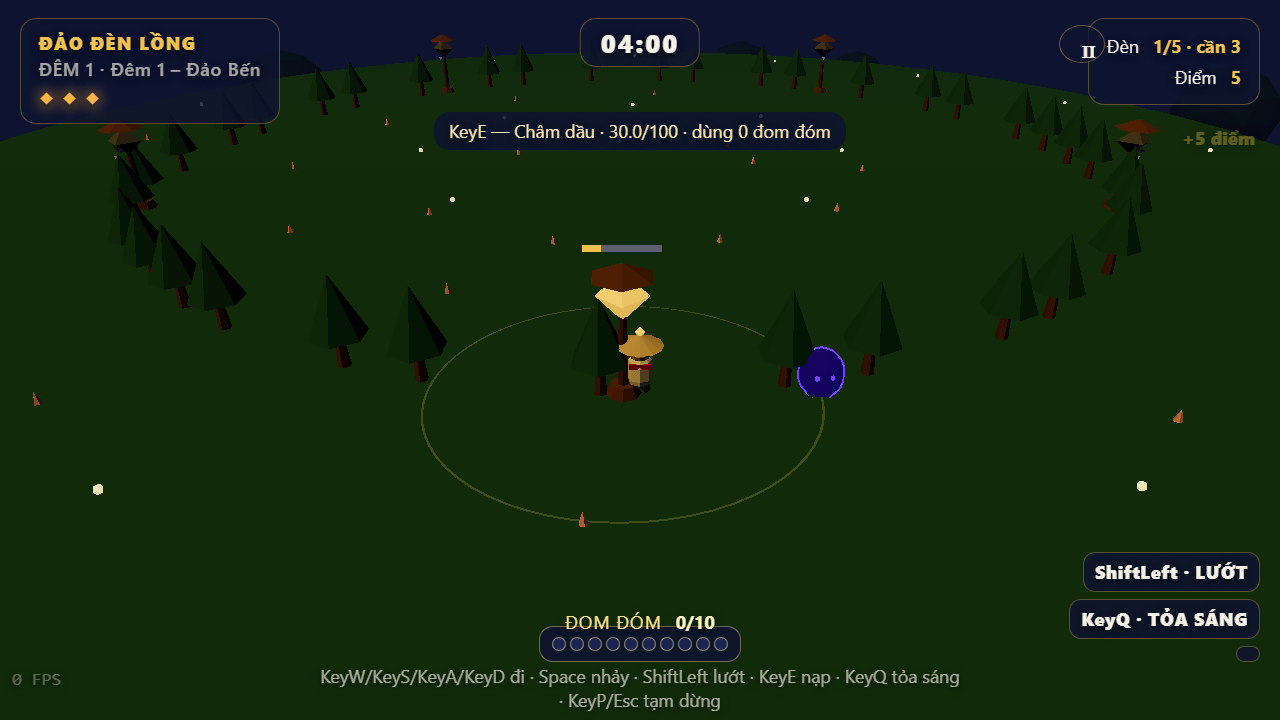 ĐẢO ĐÈN LỒNG
ĐÊM 1 · Đêm 1 — Đảo Bến
04:00
II
Đèn 1/5 · cần 3
Điểm 5
+5 điểm
KeyE — Châm dầu · 30.0/100 · dùng 0 đom đóm
ShiftLeft · LƯỚT
KeyQ · TỎA SÁNG
ĐOM ĐÓM 0/10
0 FPS
KeyW/KeyS/KeyA/KeyD đi · Space nhảy · ShiftLeft lướt · KeyE nạp · KeyQ tỏa sáng
· KeyP/Esc tạm dừng